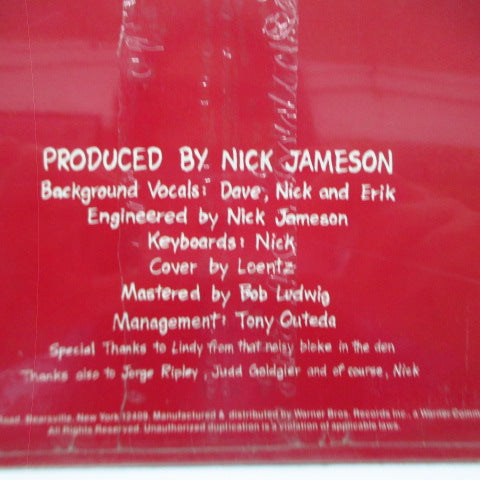 PRODUCED BY NICK JAMESON
Background Vocals: Dave, Nick and Erik
Engineered by Nick Jameson
Keyboards: Nick
Cover by Loentz
Mastered by Bob Ludwig
Management: Tony Outeda
Special Thanks to Lindy from that noisy bloke in the den
Thanks also to Jorge Ripley, Judd Goldgier and of course, Nick
Road, Bearsville, New York 12409. Manufactured & distributed by Warner Bros. Records Inc., a Warner Comm
All Rights Reserved. Unauthorized duplication is a violation of applicable laws.